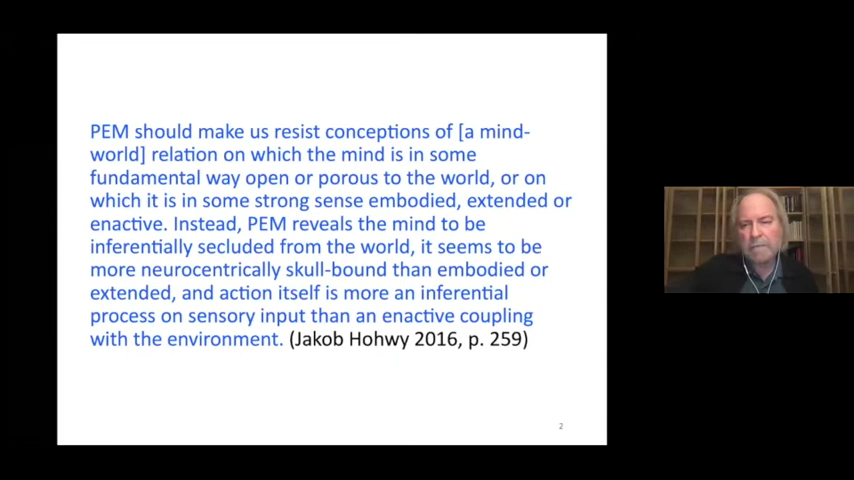 PEM should make us resist conceptions of [a mind-
world] relation on which the mind is in some
fundamental way open or porous to the world, or on
which it is in some strong sense embodied, extended or
enactive. Instead, PEM reveals the mind to be
inferentially secluded from the world, it seems to be
more neurocentrically skull-bound than embodied or
extended, and action itself is more an inferential
process on sensory input than an enactive coupling
with the environment. (Jakob Hohwy 2016, p. 259)
2